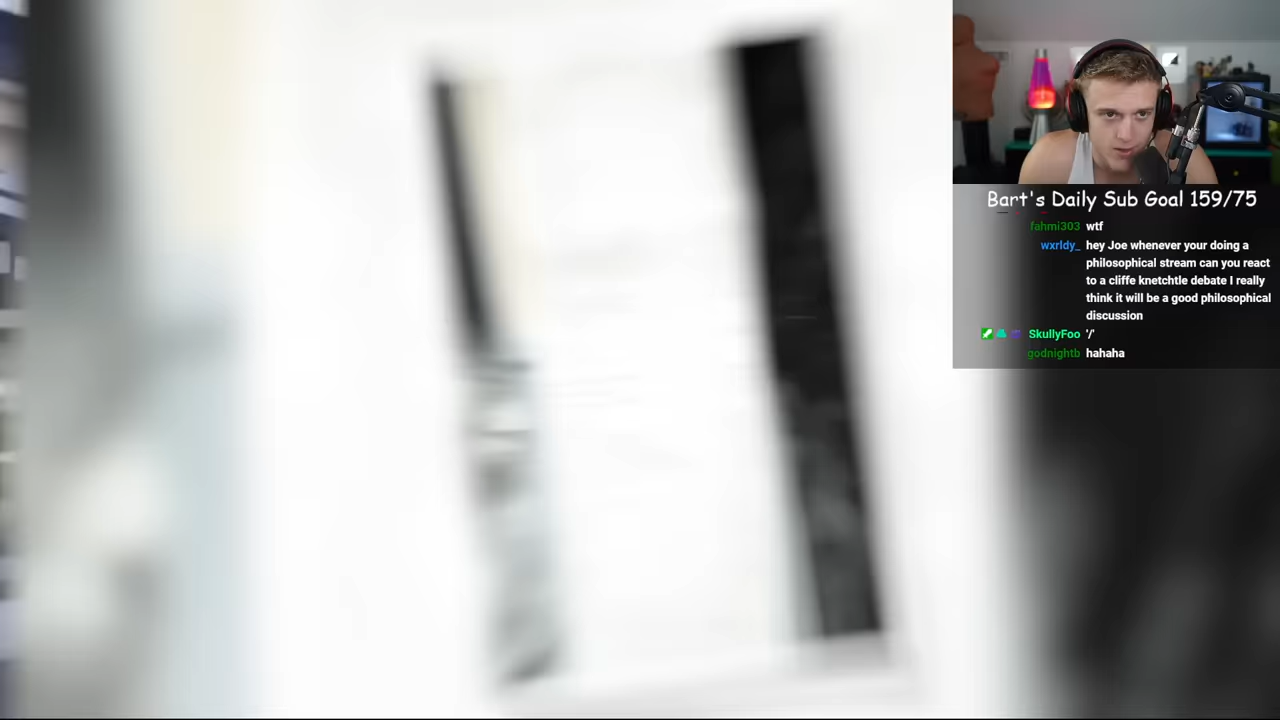 Bart's Daily Sub Goal 159/75
fahmi303 wtf
wxrldy_ hey Joe whenever your doing a
philosophical stream can you react
to a cliffe knetchtle debate I really
think it will be a good philosophical
discussion
SkullyFoo '/'
godnightb hahaha